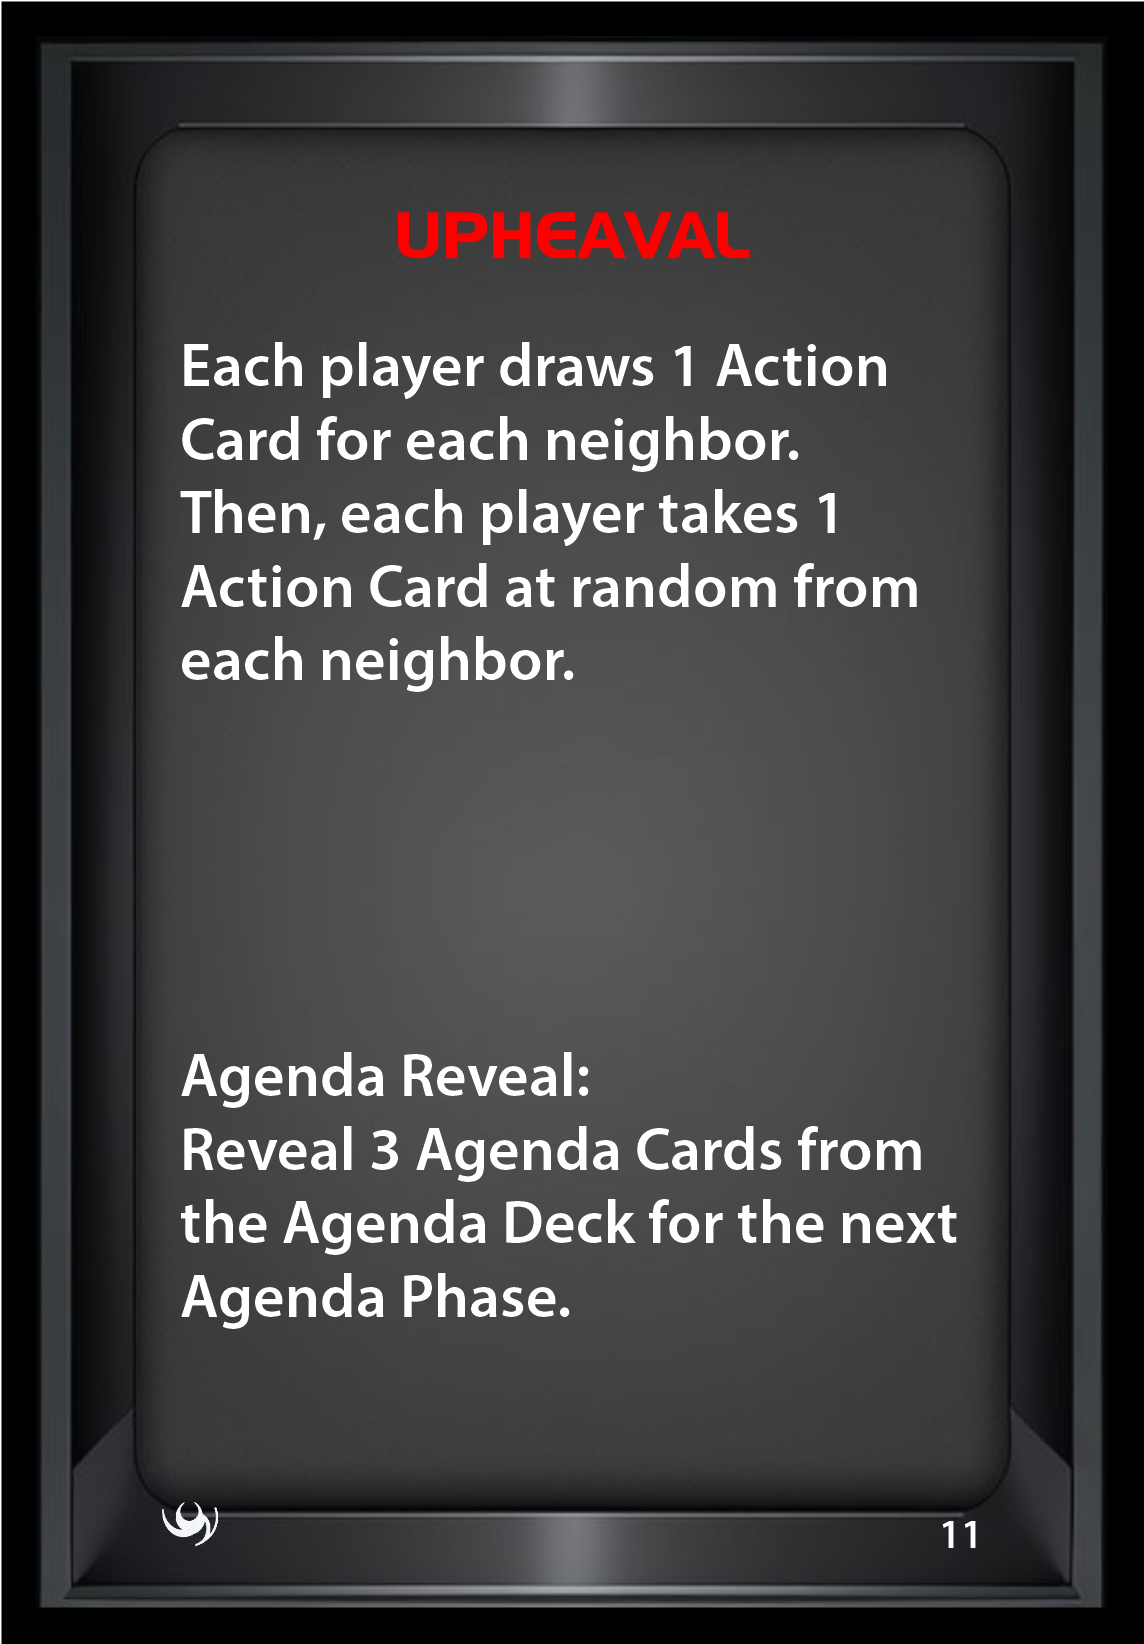 UPHEAVAL
Each player draws 1 Action
Card for each neighbor.
Then, each player takes 1
Action Card at random from
each neighbor.
Agenda Reveal:
Reveal 3 Agenda Cards from
the Agenda Deck for the next
Agenda Phase.
11